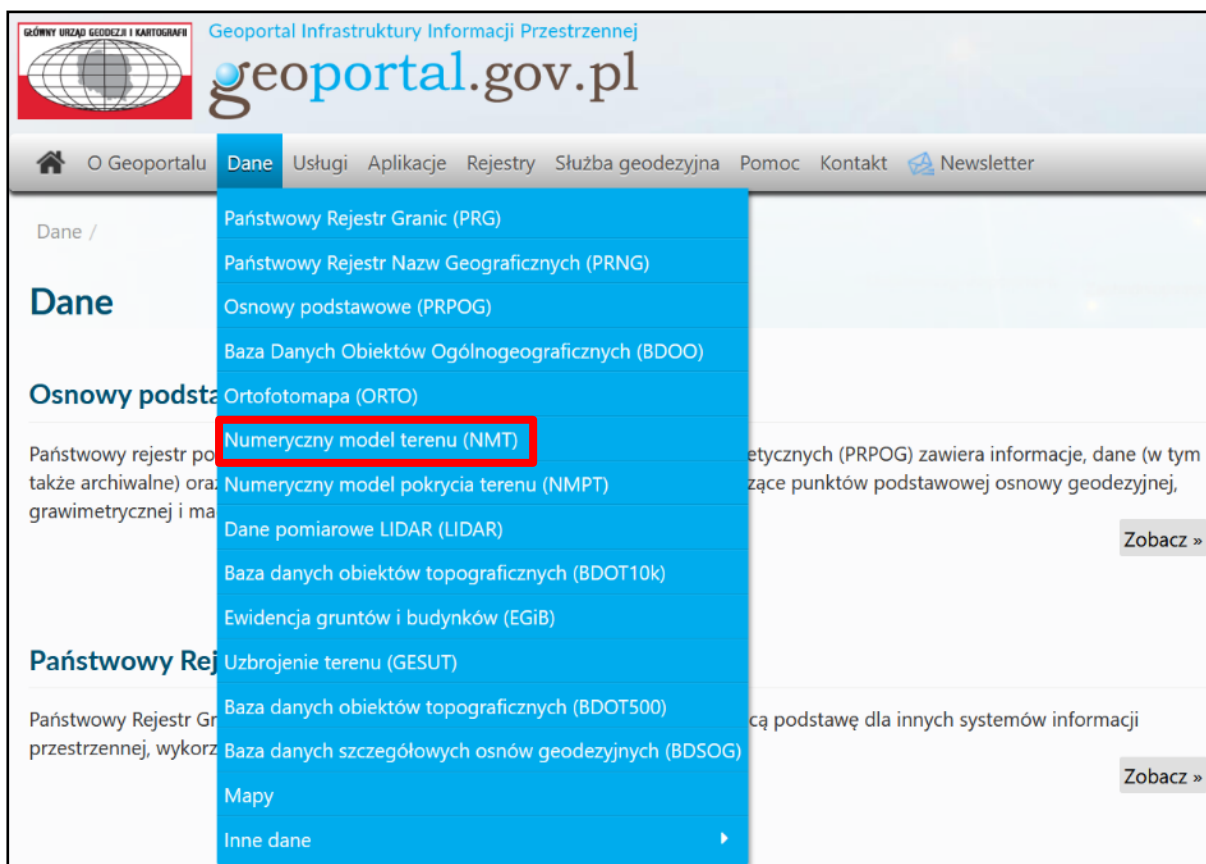 GŁÓWNY URZĄD GEODEZJI I KARTOGRAFII
Geoportal Infrastruktury Informacji Przestrzennej
geoportal.gov.pl
O Geoportalu Dane Usługi Aplikacje Rejestry Służba geodezyjna Pomoc Kontakt Newsletter
Dane /
Dane
Państwowy Rejestr Granic (PRG)
Państwowy Rejestr Nazw Geograficznych (PRNG)
Osnowy podstawowe (PRPOG)
Baza Danych Obiektów Ogólnogeograficznych (BDOO)
Ortofotomapa (ORTO)
Numeryczny model terenu (NMT)
Numeryczny model pokrycia terenu (NMPT)
Dane pomiarowe LIDAR (LIDAR)
Baza danych obiektów topograficznych (BDOT10k)
Ewidencja gruntów i budynków (EGiB)
Uzbrojenie terenu (GESUT)
Baza danych obiektów topograficznych (BDOT500)
Baza danych szczegółowych osnów geodezyjnych (BDSOG)
Mapy
Inne dane
Osnowy podsta
Państwowy rejestr po etycznych (PRPOG) zawiera informacje, dane (w tym
także archiwalne) oraz zące punktów podstawowej osnowy geodezyjnej,
grawimetrycznej i ma
Zobacz »
Państwowy Rej
Państwowy Rejestr Gr cą podstawę dla innych systemów informacji
przestrzennej, wykorz
Zobacz »